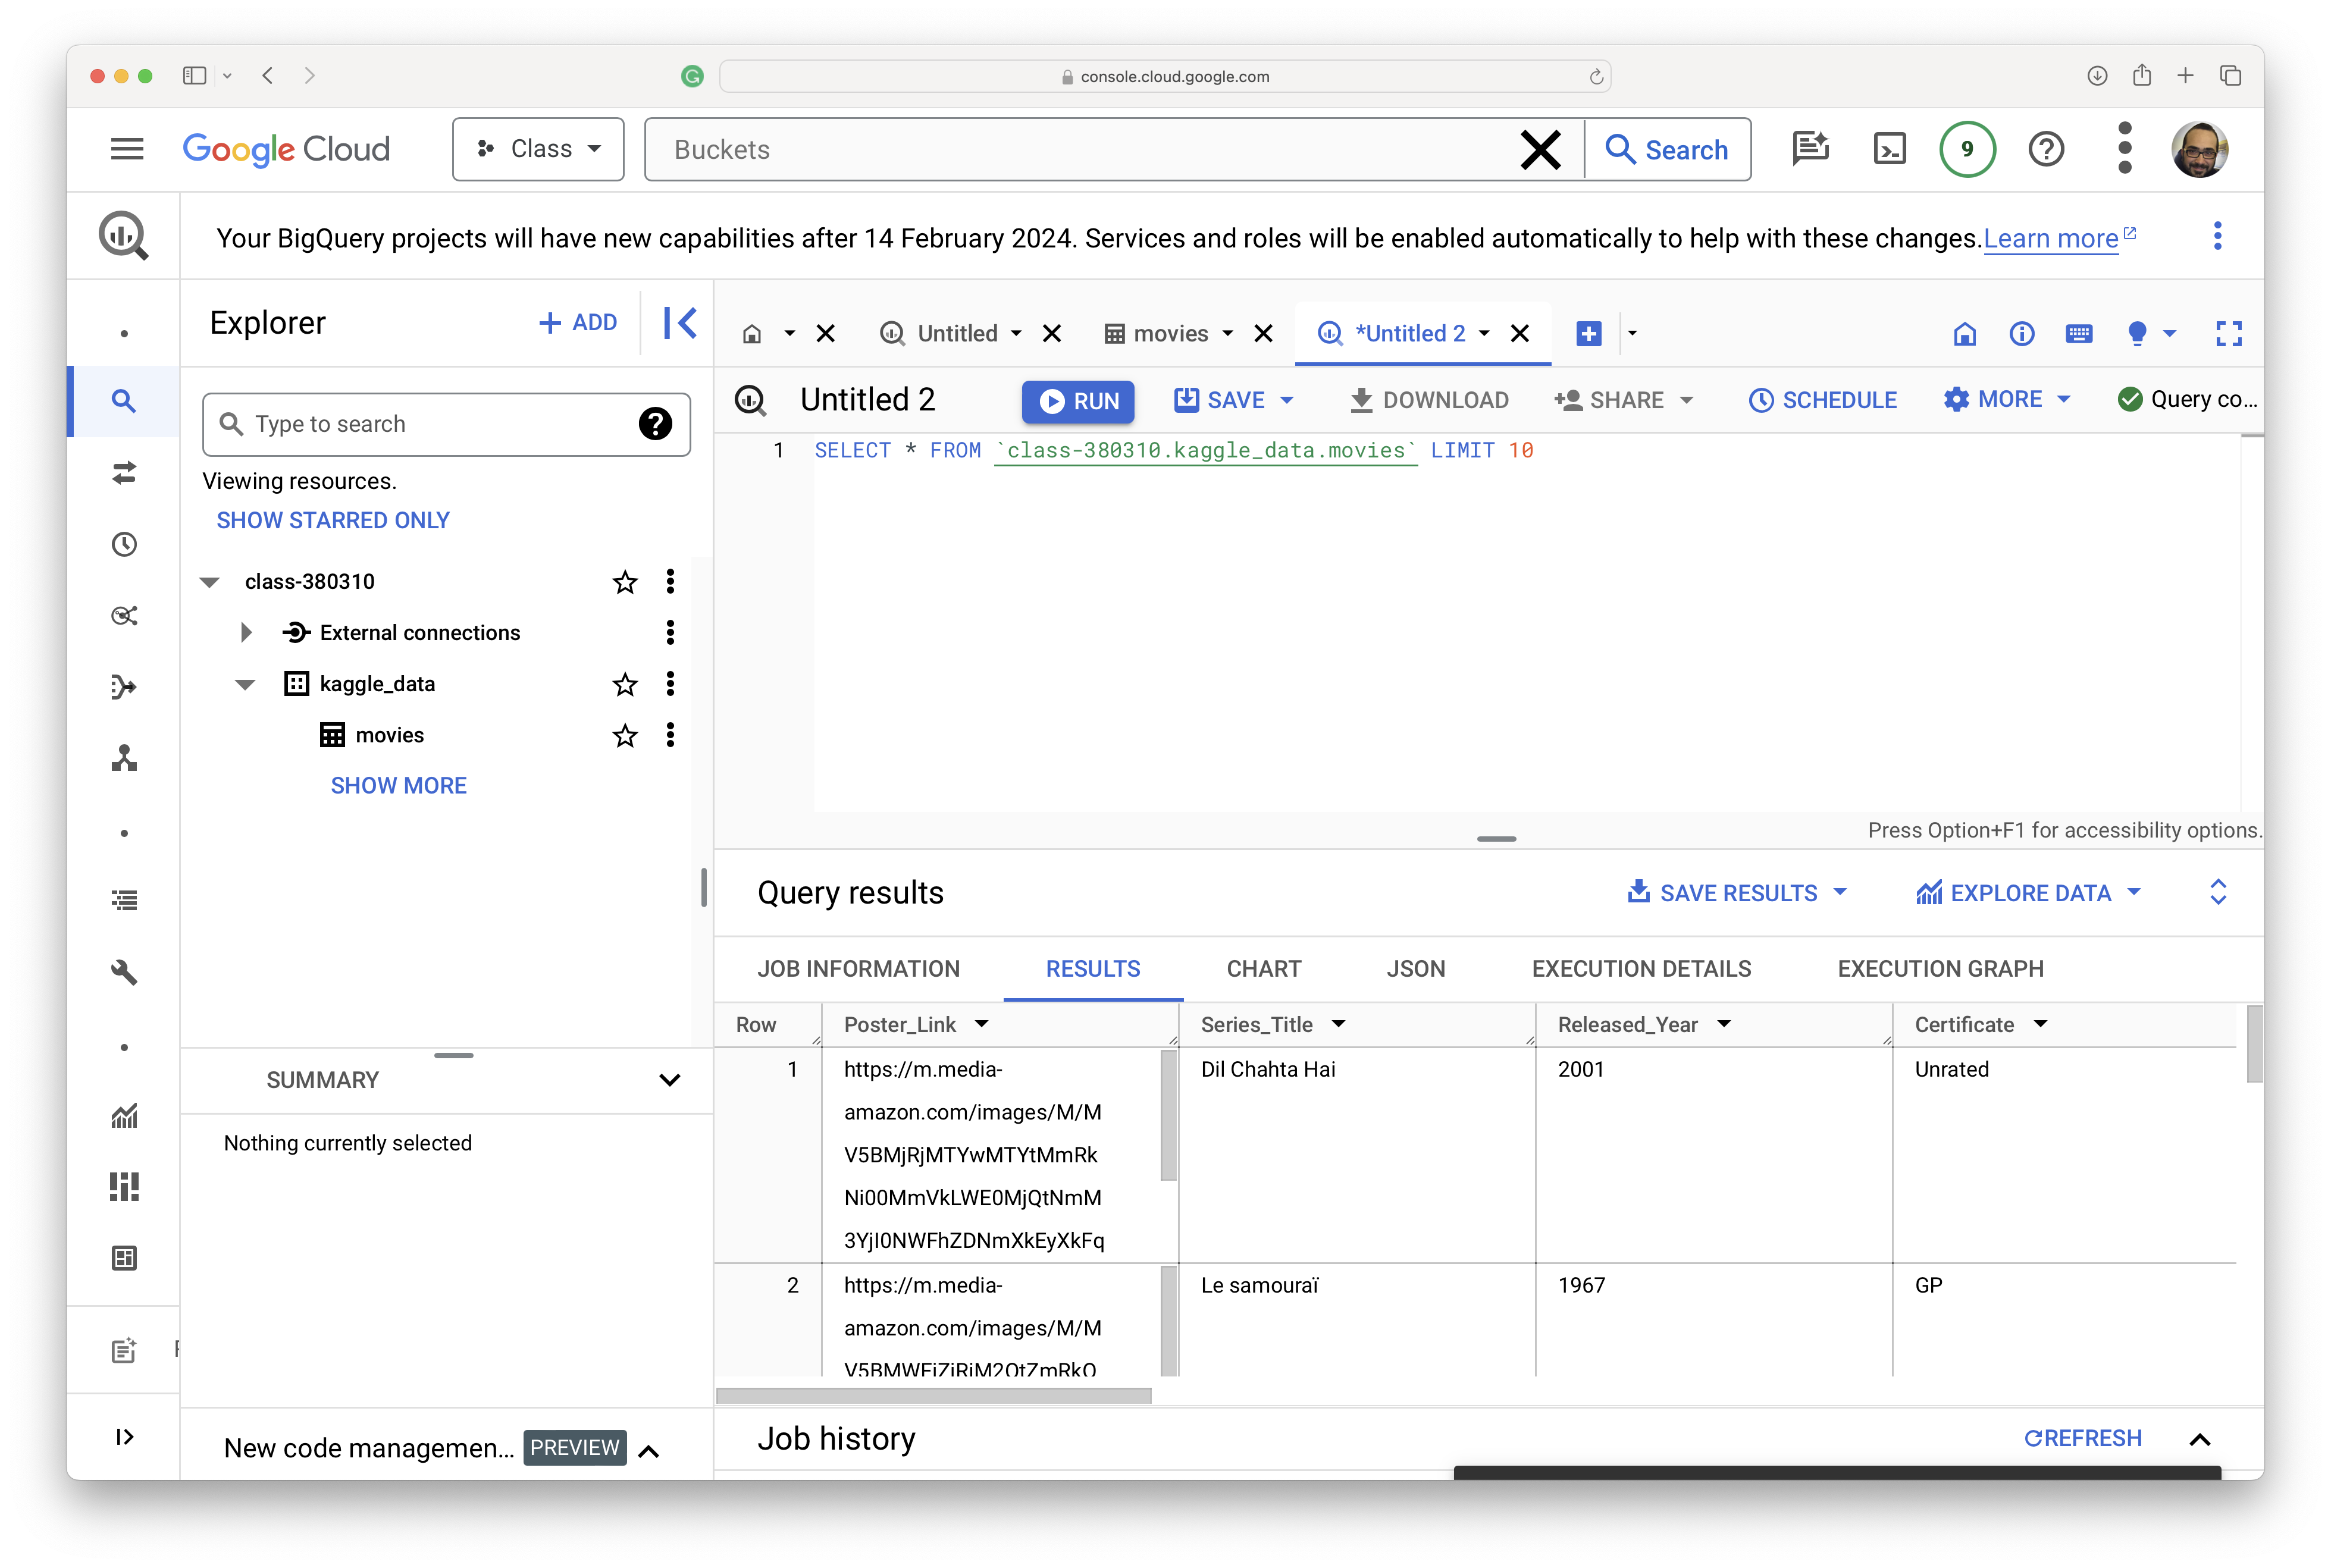 console.cloud.google.com
Google Cloud
Class
Buckets
Search
9
Your BigQuery projects will have new capabilities after 14 February 2024. Services and roles will be enabled automatically to help with these changes. Learn more
Explorer
+ ADD
Untitled
movies
*Untitled 2
Untitled 2
RUN
SAVE
DOWNLOAD
SHARE
SCHEDULE
MORE
Query co...
Type to search
Viewing resources.
SHOW STARRED ONLY
class-380310
External connections
kaggle_data
movies
SHOW MORE
1 SELECT * FROM `class-380310.kaggle_data.movies` LIMIT 10
Press Option+F1 for accessibility options.
SUMMARY
Nothing currently selected
New code managemen... PREVIEW
Query results
SAVE RESULTS
EXPLORE DATA
JOB INFORMATION
RESULTS
CHART
JSON
EXECUTION DETAILS
EXECUTION GRAPH
Row Poster_Link Series_Title Released_Year Certificate
1 https://m.media- Dil Chahta Hai 2001 Unrated
amazon.com/images/M/M
V5BMjRjMTYwMTYtMmRk
Ni00MmVkLWE0MjQtNmM
3YjI0NWFhZDNmXkEyXkFq
2 https://m.media- Le samouraï 1967 GP
amazon.com/images/M/M
Job history
REFRESH